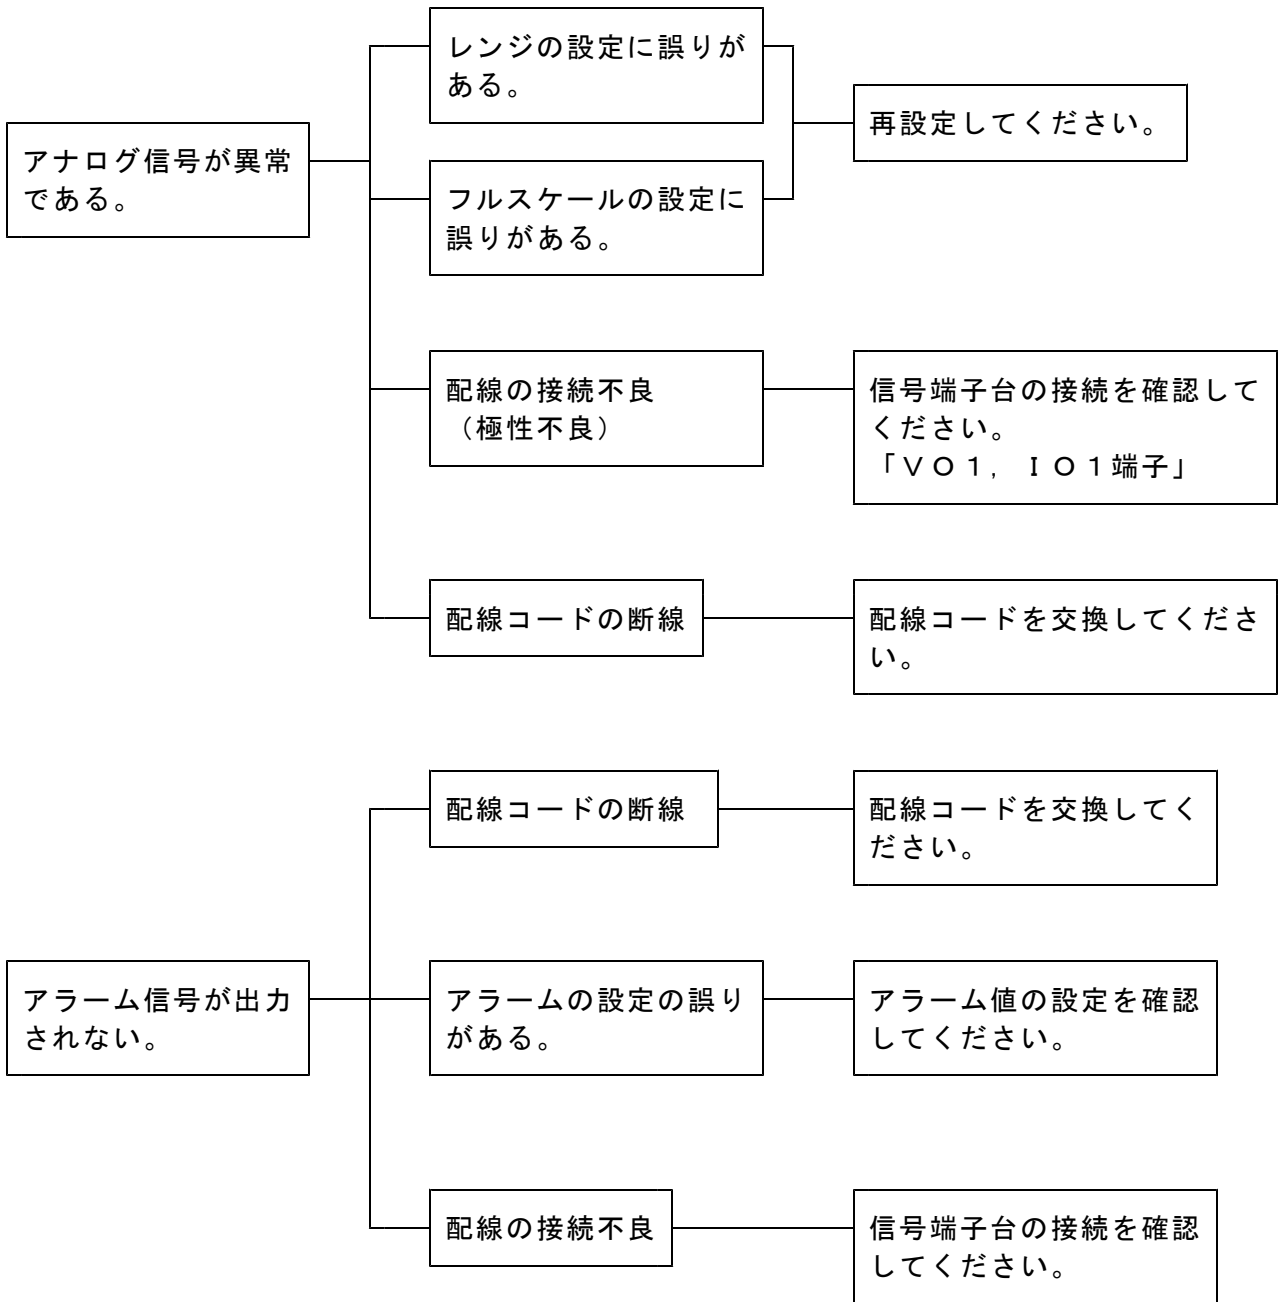 レンジの設定に誤りが
ある。
再設定してください。
アナログ信号が異常
である。
フルスケールの設定に
誤りがある。
配線の接続不良
（極性不良）
信号端子台の接続を確認して
ください。
「ＶＯ１，ＩＯ１端子」
配線コードの断線
配線コードを交換してくださ
い。
配線コードの断線
配線コードを交換してく
ださい。
アラーム信号が出力
されない。
アラームの設定の誤り
がある。
アラーム値の設定を確認
してください。
配線の接続不良
信号端子台の接続を確認
してください。